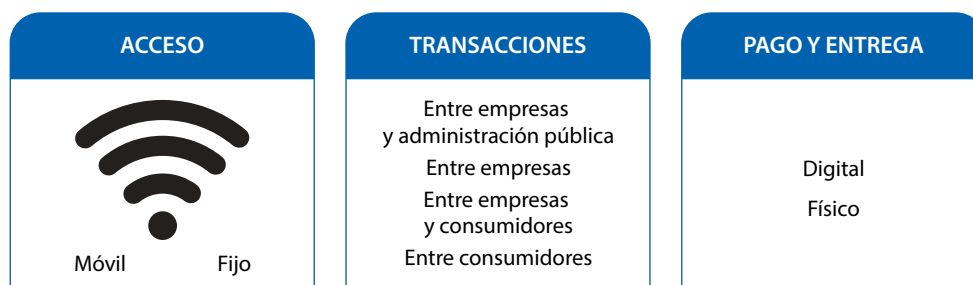 ACCESO
Móvil Fijo
TRANSACCIONES
Entre empresas
y administración pública
Entre empresas
Entre empresas
y consumidores
Entre consumidores
PAGO Y ENTREGA
Digital
Físico